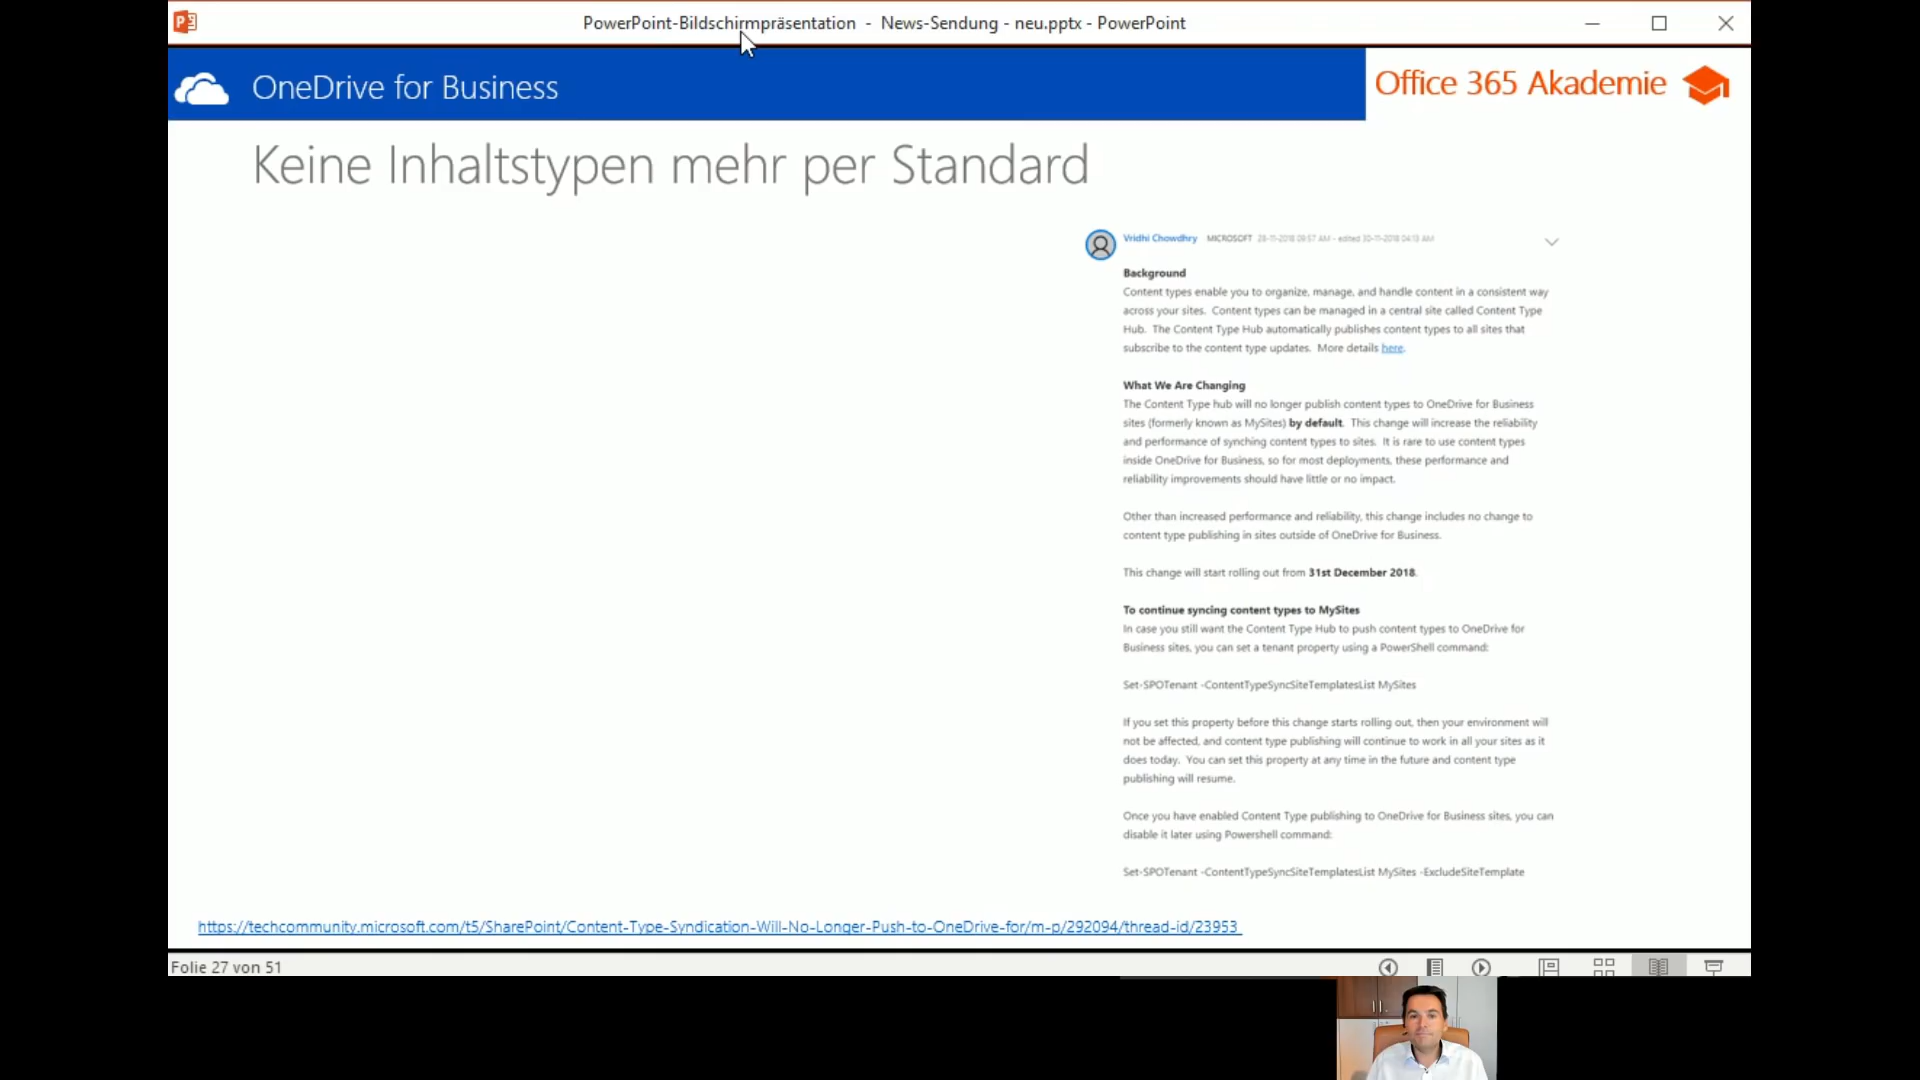 PowerPoint-Bildschirmpräsentation - News-Sendung - neu.pptx - PowerPoint
OneDrive for Business
Office 365 Akademie
Keine Inhaltstypen mehr per Standard
Vridhi Chowdhry MICROSOFT 28-11-2018 09:57 AM - edited 30-11-2018 04:13 AM
Background
Content types enable you to organize, manage, and handle content in a consistent way
across your sites. Content types can be managed in a central site called Content Type
Hub. The Content Type Hub automatically publishes content types to all sites that
subscribe to the content type updates. More details here.
What We Are Changing
The Content Type hub will no longer publish content types to OneDrive for Business
sites (formerly known as MySites) by default. This change will increase the reliability
and performance of synching content types to sites. It is rare to use content types
inside OneDrive for Business, so for most deployments, these performance and
reliability improvements should have little or no impact.
Other than increased performance and reliability, this change includes no change to
content type publishing in sites outside of OneDrive for Business.
This change will start rolling out from 31st December 2018.
To continue syncing content types to MySites
In case you still want the Content Type Hub to push content types to OneDrive for
Business sites, you can set a tenant property using a PowerShell command:
Set-SPOTenant -ContentTypeSyncSiteTemplatesList MySites
If you set this property before this change starts rolling out, then your environment will
not be affected, and content type publishing will continue to work in all your sites as it
does today. You can set this property at any time in the future and content type
publishing will resume.
Once you have enabled Content Type publishing to OneDrive for Business sites, you can
disable it later using Powershell command:
Set-SPOTenant -ContentTypeSyncSiteTemplatesList MySites -ExcludeSiteTemplate
https://techcommunity.microsoft.com/t5/SharePoint/Content-Type-Syndication-Will-No-Longer-Push-to-OneDrive-for/m-p/292094/thread-id/23953
Folie 27 von 51